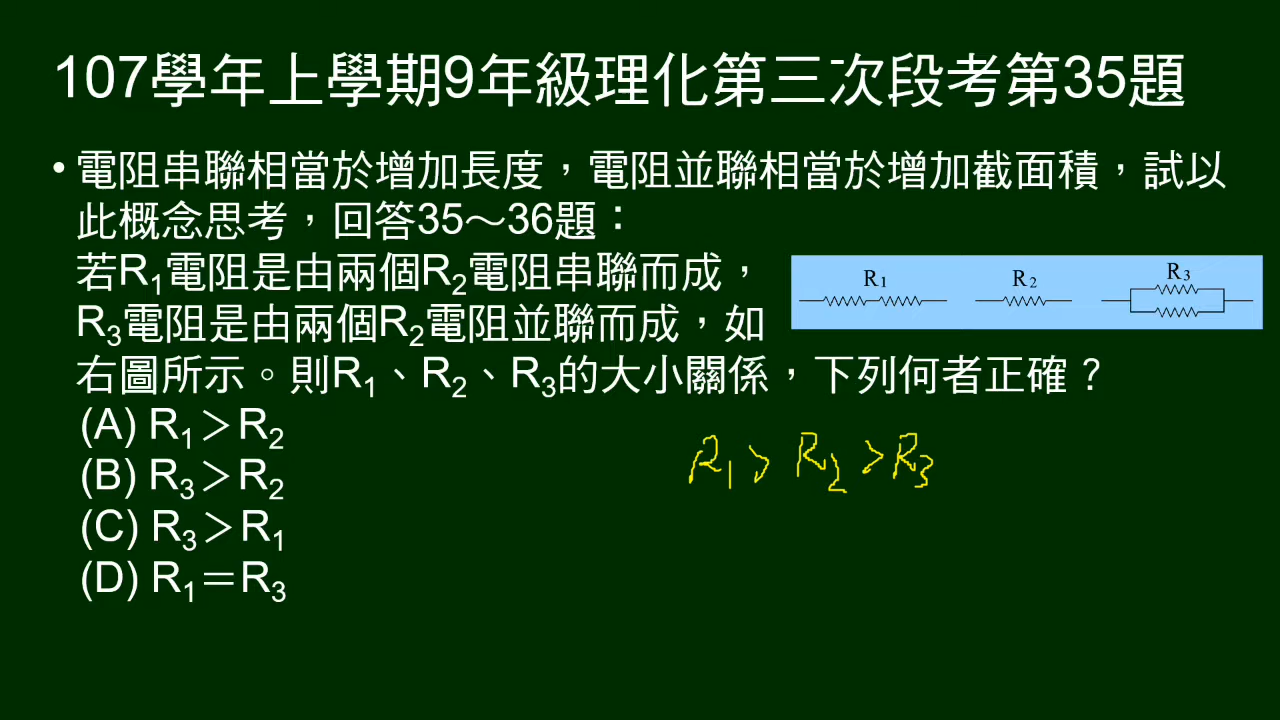 107學年上學期9年級理化第三次段考第35題
• 電阻串聯相當於增加長度，電阻並聯相當於增加截面積，試以
此概念思考，回答35～36題：
若R₁電阻是由兩個R₂電阻串聯而成，
R₃電阻是由兩個R₂電阻並聯而成，如
右圖所示。則R₁、R₂、R₃的大小關係，下列何者正確？
(A) R₁＞R₂
(B) R₃＞R₂
(C) R₃＞R₁
(D) R₁＝R₃
R₁ R₂ R₃
R₁ > R₂ > R₃